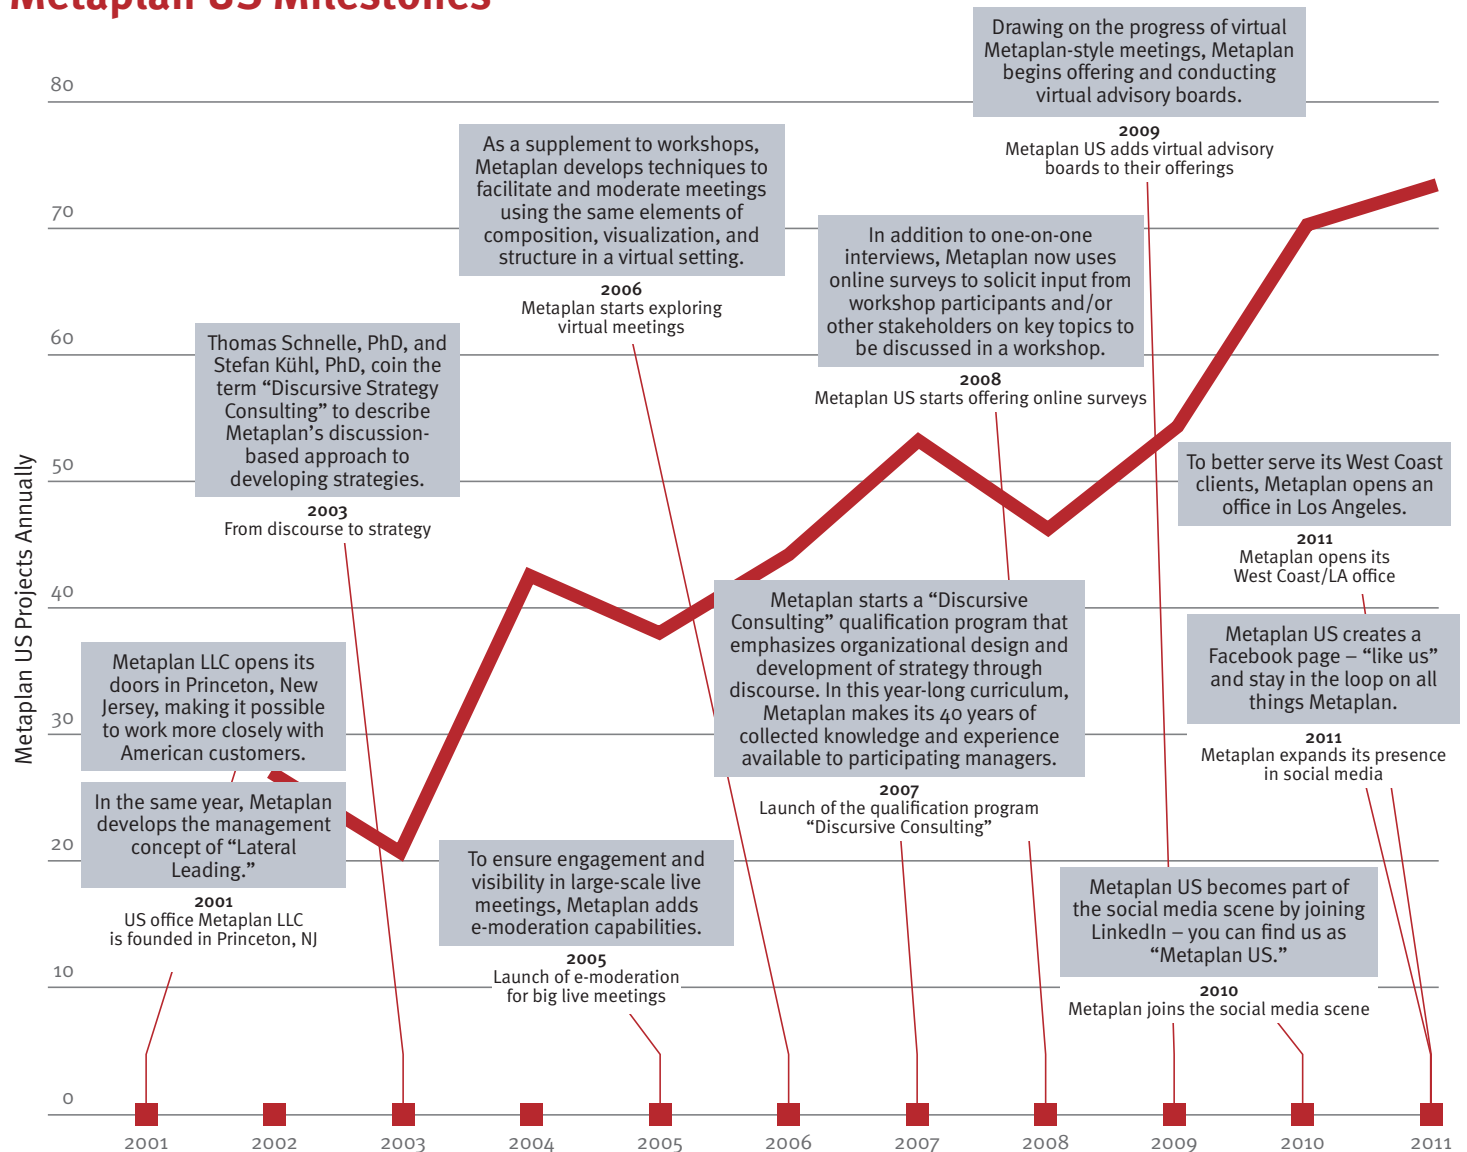 Metaplan US Milestones
Drawing on the progress of virtual
Metaplan-style meetings, Metaplan
begins offering and conducting
virtual advisory boards.
2009
Metaplan US adds virtual advisory
boards to their offerings
As a supplement to workshops,
Metaplan develops techniques to
facilitate and moderate meetings
using the same elements of
composition, visualization, and
structure in a virtual setting.
2006
Metaplan starts exploring
virtual meetings
In addition to one-on-one
interviews, Metaplan now uses
online surveys to solicit input from
workshop participants and/or
other stakeholders on key topics to
be discussed in a workshop.
2008
Metaplan US starts offering online surveys
Thomas Schnelle, PhD, and
Stefan Kühl, PhD, coin the
term “Discursive Strategy
Consulting” to describe
Metaplan’s discussion-
based approach to
developing strategies.
2003
From discourse to strategy
To better serve its West Coast
clients, Metaplan opens an
office in Los Angeles.
2011
Metaplan opens its
West Coast/LA office
Metaplan starts a “Discursive
Consulting” qualification program that
emphasizes organizational design and
development of strategy through
discourse. In this year-long curriculum,
Metaplan makes its 40 years of
collected knowledge and experience
available to participating managers.
2007
Launch of the qualification program
“Discursive Consulting”
Metaplan US creates a
Facebook page – “like us”
and stay in the loop on all
things Metaplan.
2011
Metaplan expands its presence
in social media
Metaplan LLC opens its
doors in Princeton, New
Jersey, making it possible
to work more closely with
American customers.
In the same year, Metaplan
develops the management
concept of “Lateral
Leading.”
2001
US office Metaplan LLC
is founded in Princeton, NJ
To ensure engagement and
visibility in large-scale live
meetings, Metaplan adds
e-moderation capabilities.
2005
Launch of e-moderation
for big live meetings
Metaplan US becomes part of
the social media scene by joining
LinkedIn – you can find us as
“Metaplan US.”
2010
Metaplan joins the social media scene
Metaplan US Projects Annually
80
70
60
50
40
30
20
10
0
2001 2002 2003 2004 2005 2006 2007 2008 2009 2010 2011